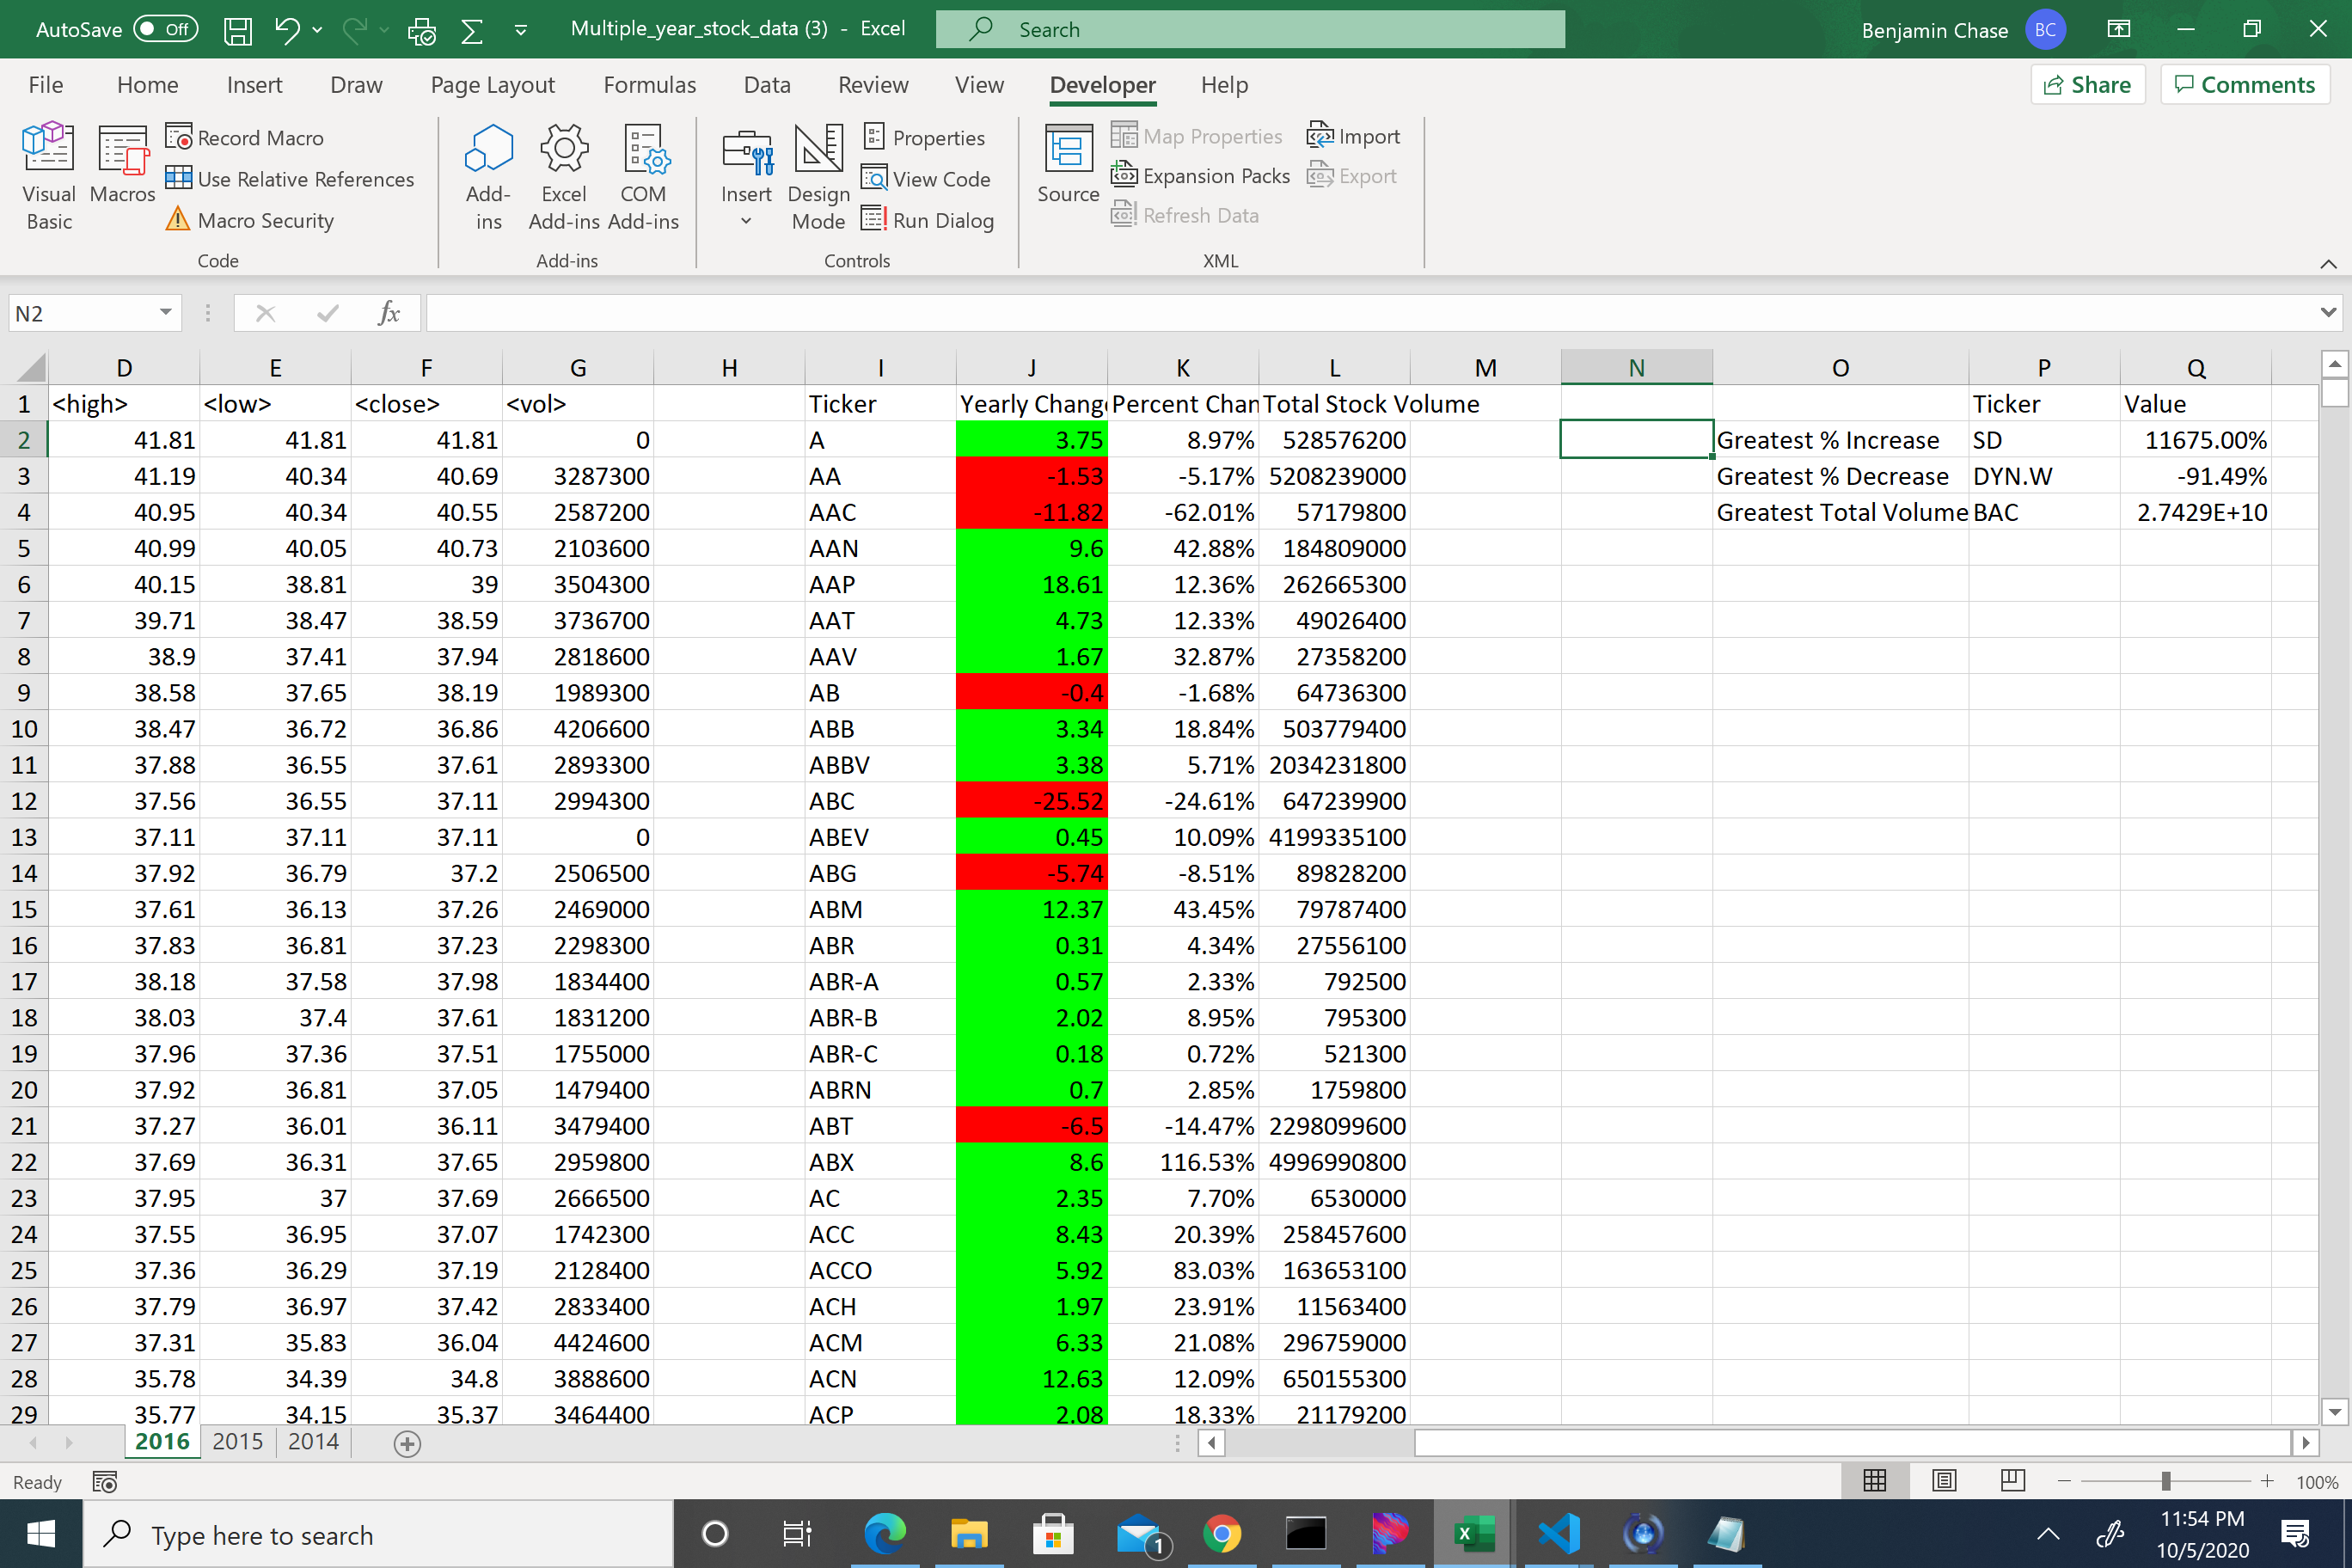 AutoSave Off Multiple_year_stock_data (3) - Excel Search Benjamin Chase BC
File Home Insert Draw Page Layout Formulas Data Review View Developer Help Share Comments
Visual Basic Macros Record Macro Use Relative References Macro Security
Code
Add-ins Excel Add-ins COM Add-ins
Add-ins
Insert Design Mode Properties View Code Run Dialog
Controls
Source Map Properties Expansion Packs Refresh Data Import Export
XML
N2 fx
D E F G H I J K L M N O P Q
1 <high> <low> <close> <vol> Ticker Yearly Chang Percent Chan Total Stock Volume Ticker Value
2 41.81 41.81 41.81 0 A 3.75 8.97% 528576200 Greatest % Increase SD 11675.00%
3 41.19 40.34 40.69 3287300 AA -1.53 -5.17% 5208239000 Greatest % Decrease DYN.W -91.49%
4 40.95 40.34 40.55 2587200 AAC -11.82 -62.01% 57179800 Greatest Total Volume BAC 2.7429E+10
5 40.99 40.05 40.73 2103600 AAN 9.6 42.88% 184809000
6 40.15 38.81 39 3504300 AAP 18.61 12.36% 262665300
7 39.71 38.47 38.59 3736700 AAT 4.73 12.33% 49026400
8 38.9 37.41 37.94 2818600 AAV 1.67 32.87% 27358200
9 38.58 37.65 38.19 1989300 AB -0.4 -1.68% 64736300
10 38.47 36.72 36.86 4206600 ABB 3.34 18.84% 503779400
11 37.88 36.55 37.61 2893300 ABBV 3.38 5.71% 2034231800
12 37.56 36.55 37.11 2994300 ABC -25.52 -24.61% 647239900
13 37.11 37.11 37.11 0 ABEV 0.45 10.09% 4199335100
14 37.92 36.79 37.2 2506500 ABG -5.74 -8.51% 89828200
15 37.61 36.13 37.26 2469000 ABM 12.37 43.45% 79787400
16 37.83 36.81 37.23 2298300 ABR 0.31 4.34% 27556100
17 38.18 37.58 37.98 1834400 ABR-A 0.57 2.33% 792500
18 38.03 37.4 37.61 1831200 ABR-B 2.02 8.95% 795300
19 37.96 37.36 37.51 1755000 ABR-C 0.18 0.72% 521300
20 37.92 36.81 37.05 1479400 ABRN 0.7 2.85% 1759800
21 37.27 36.01 36.11 3479400 ABT -6.5 -14.47% 2298099600
22 37.69 36.31 37.65 2959800 ABX 8.6 116.53% 4996990800
23 37.95 37 37.69 2666500 AC 2.35 7.70% 6530000
24 37.55 36.95 37.07 1742300 ACC 8.43 20.39% 258457600
25 37.36 36.29 37.19 2128400 ACCO 5.92 83.03% 163653100
26 37.79 36.97 37.42 2833400 ACH 1.97 23.91% 11563400
27 37.31 35.83 36.04 4424600 ACM 6.33 21.08% 296759000
28 35.78 34.39 34.8 3888600 ACN 12.63 12.09% 650155300
29 35.77 34.15 35.37 3464400 ACP 2.08 18.33% 21179200
2016 2015 2014
Ready 100%
Type here to search 1 11:54 PM
10/5/2020